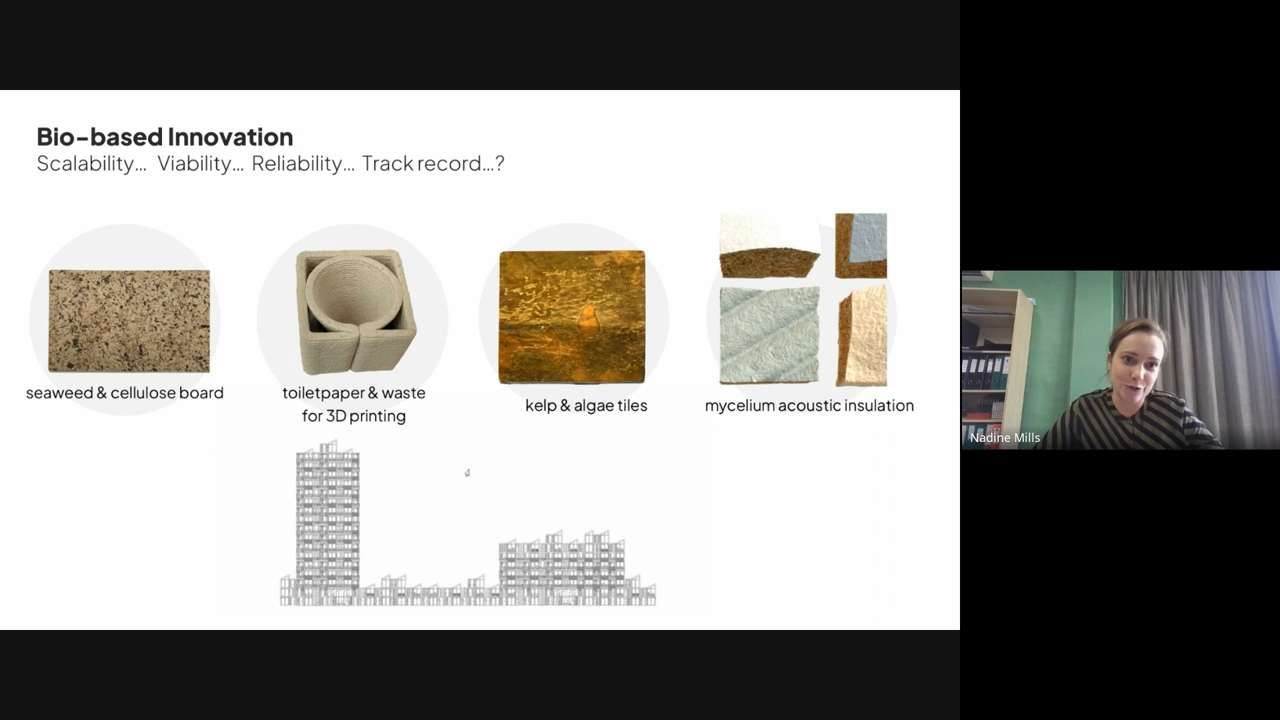 Bio-based Innovation
Scalability... Viability... Reliability... Track record...?
seaweed & cellulose board
toiletpaper & waste
for 3D printing
kelp & algae tiles
mycelium acoustic insulation
Nadine Mills